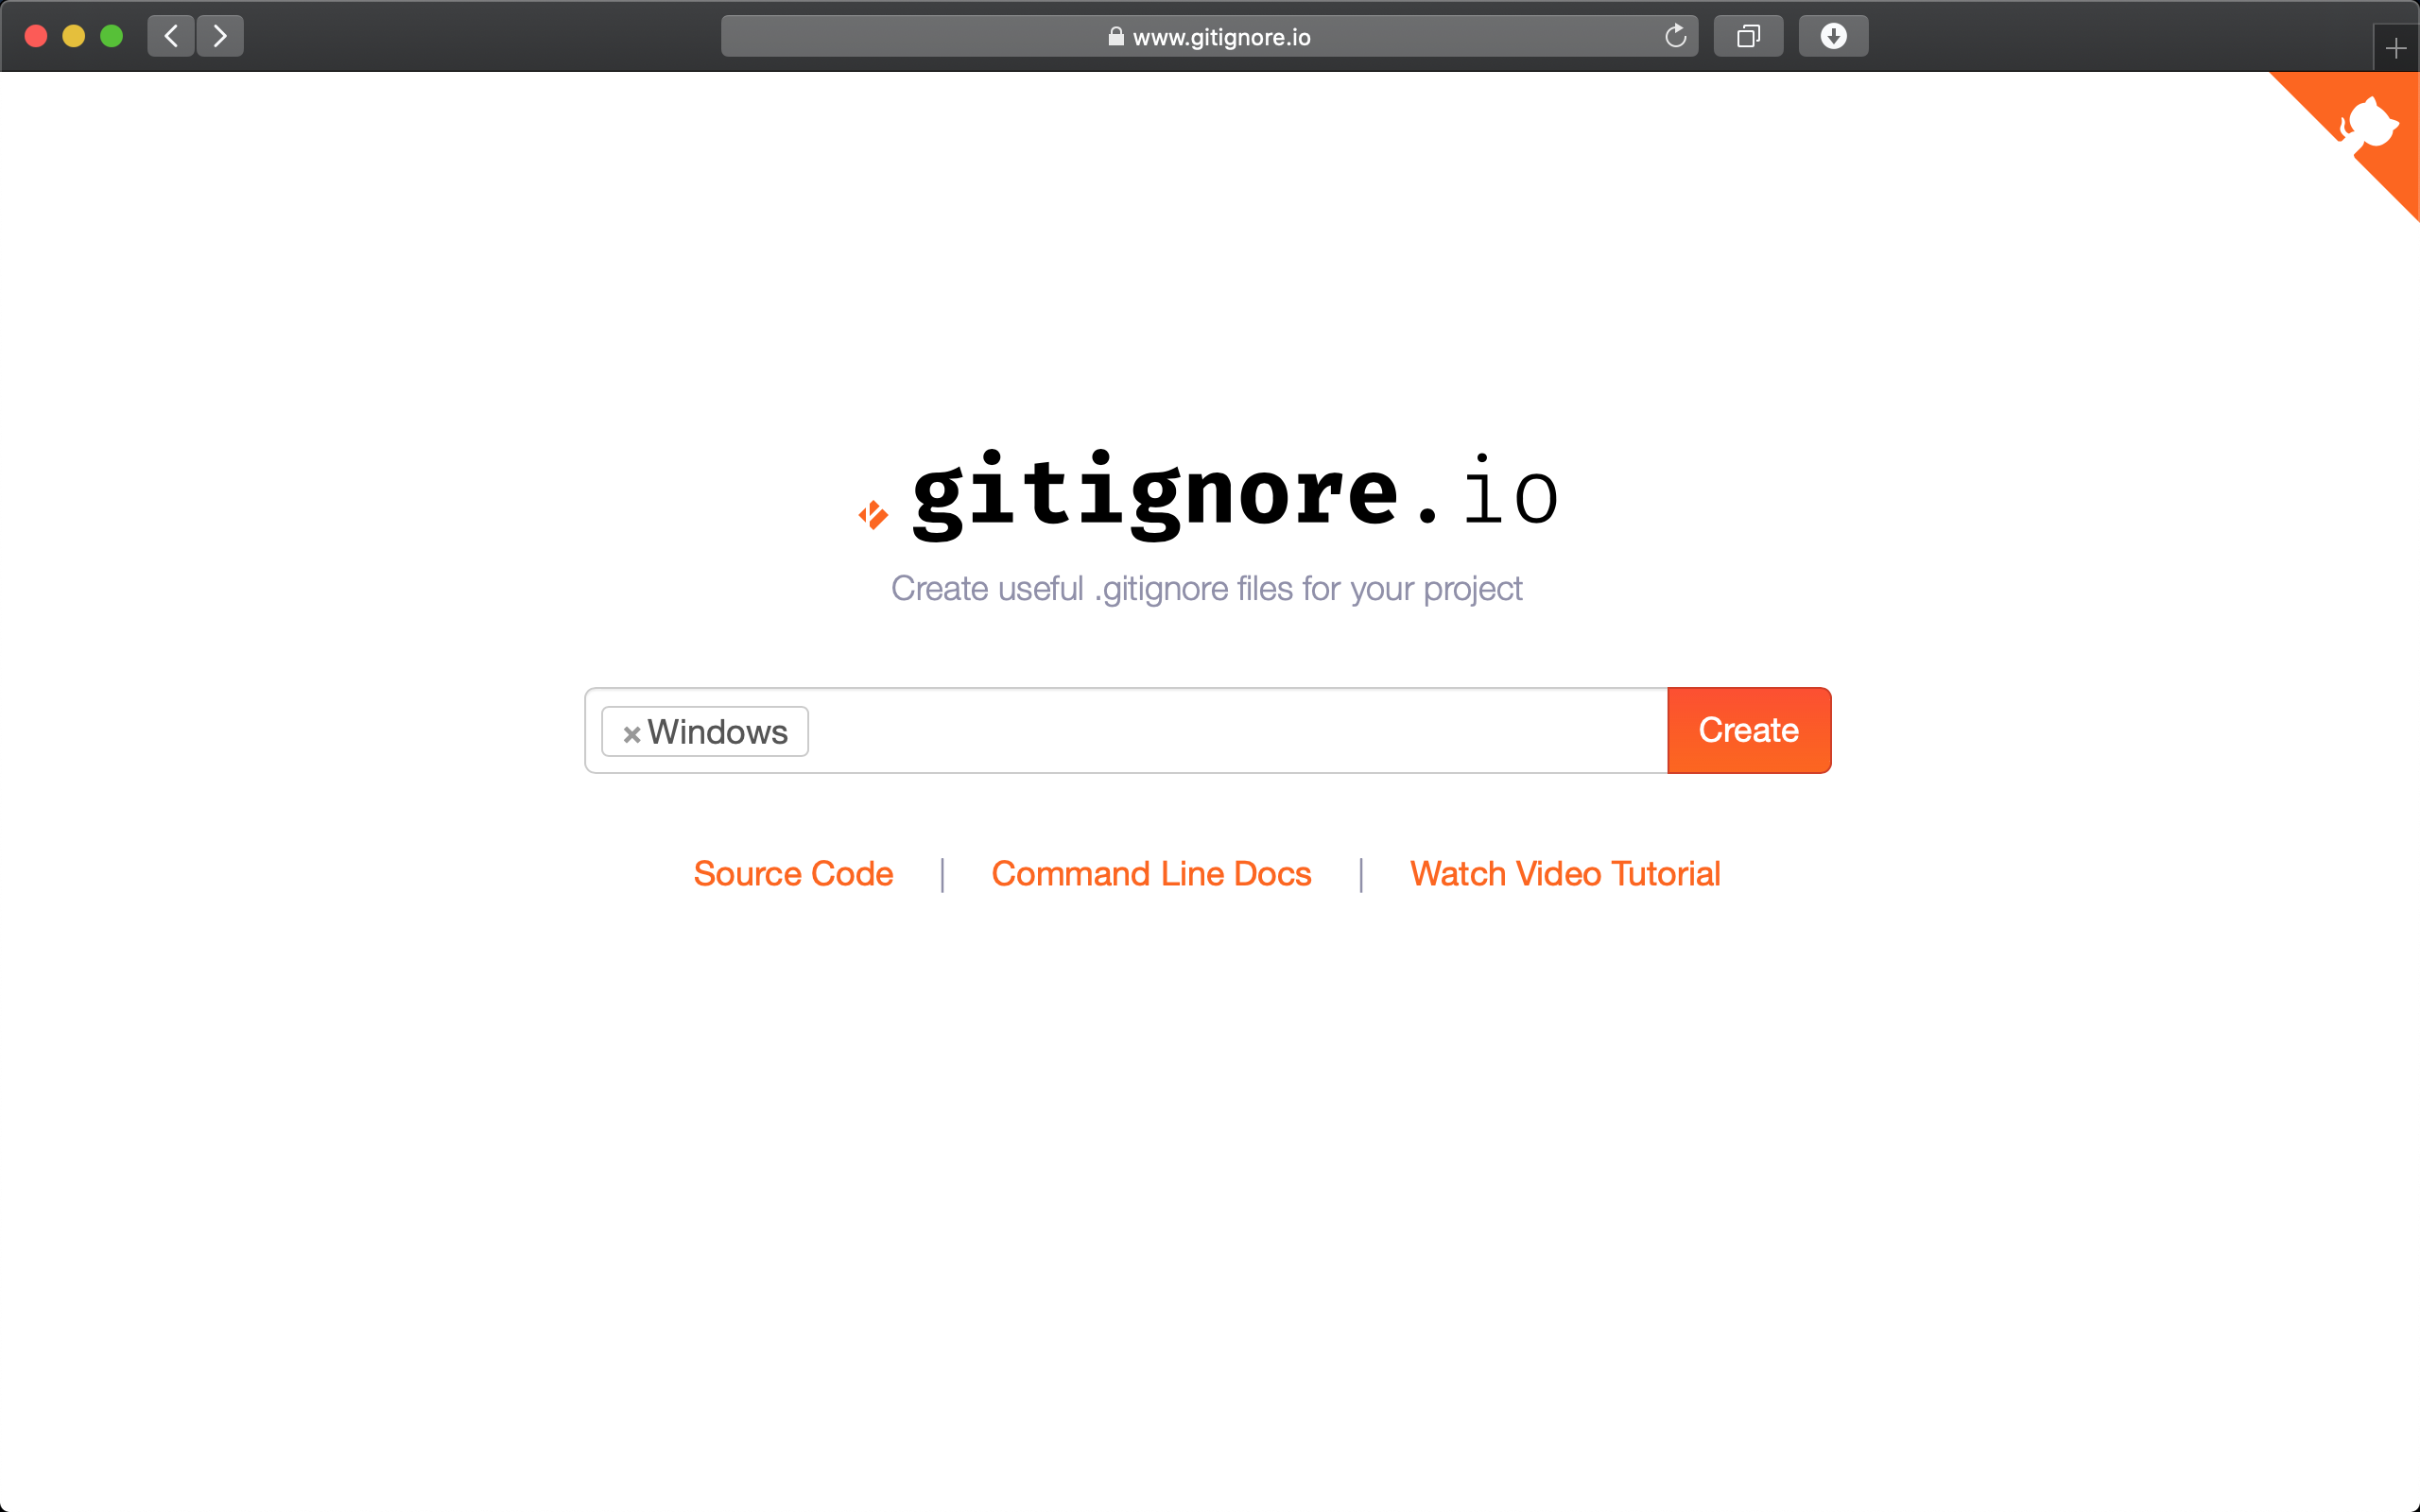 www.gitignore.io
gitignore.io
Create useful .gitignore files for your project
Windows
Create
Source Code | Command Line Docs | Watch Video Tutorial